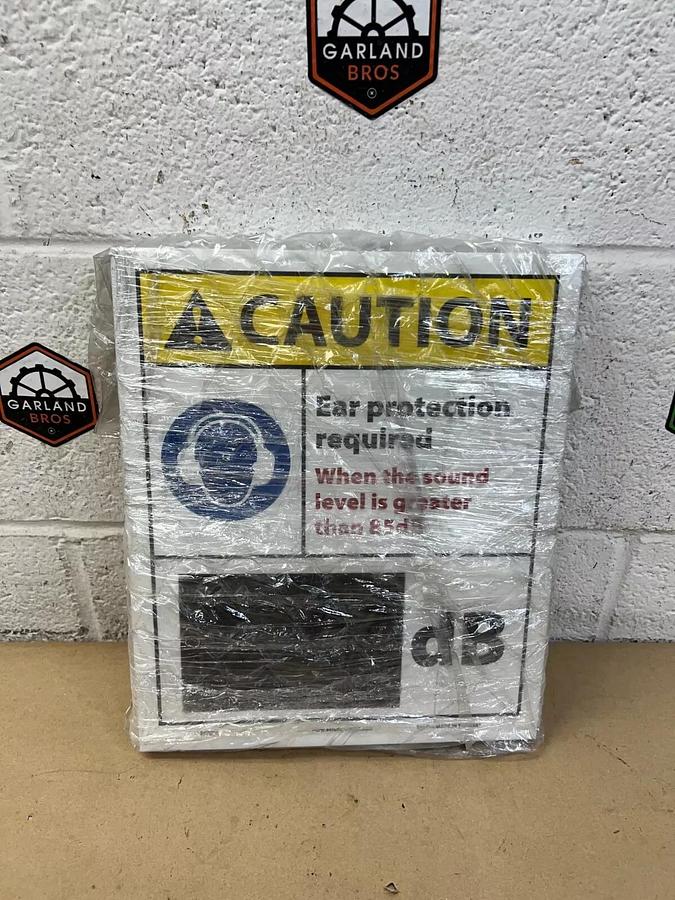 GARLAND
BROS
CAUTION
Ear protection
required
When the sound
level is greater
than 85dB
GARLAND
BROS
dB